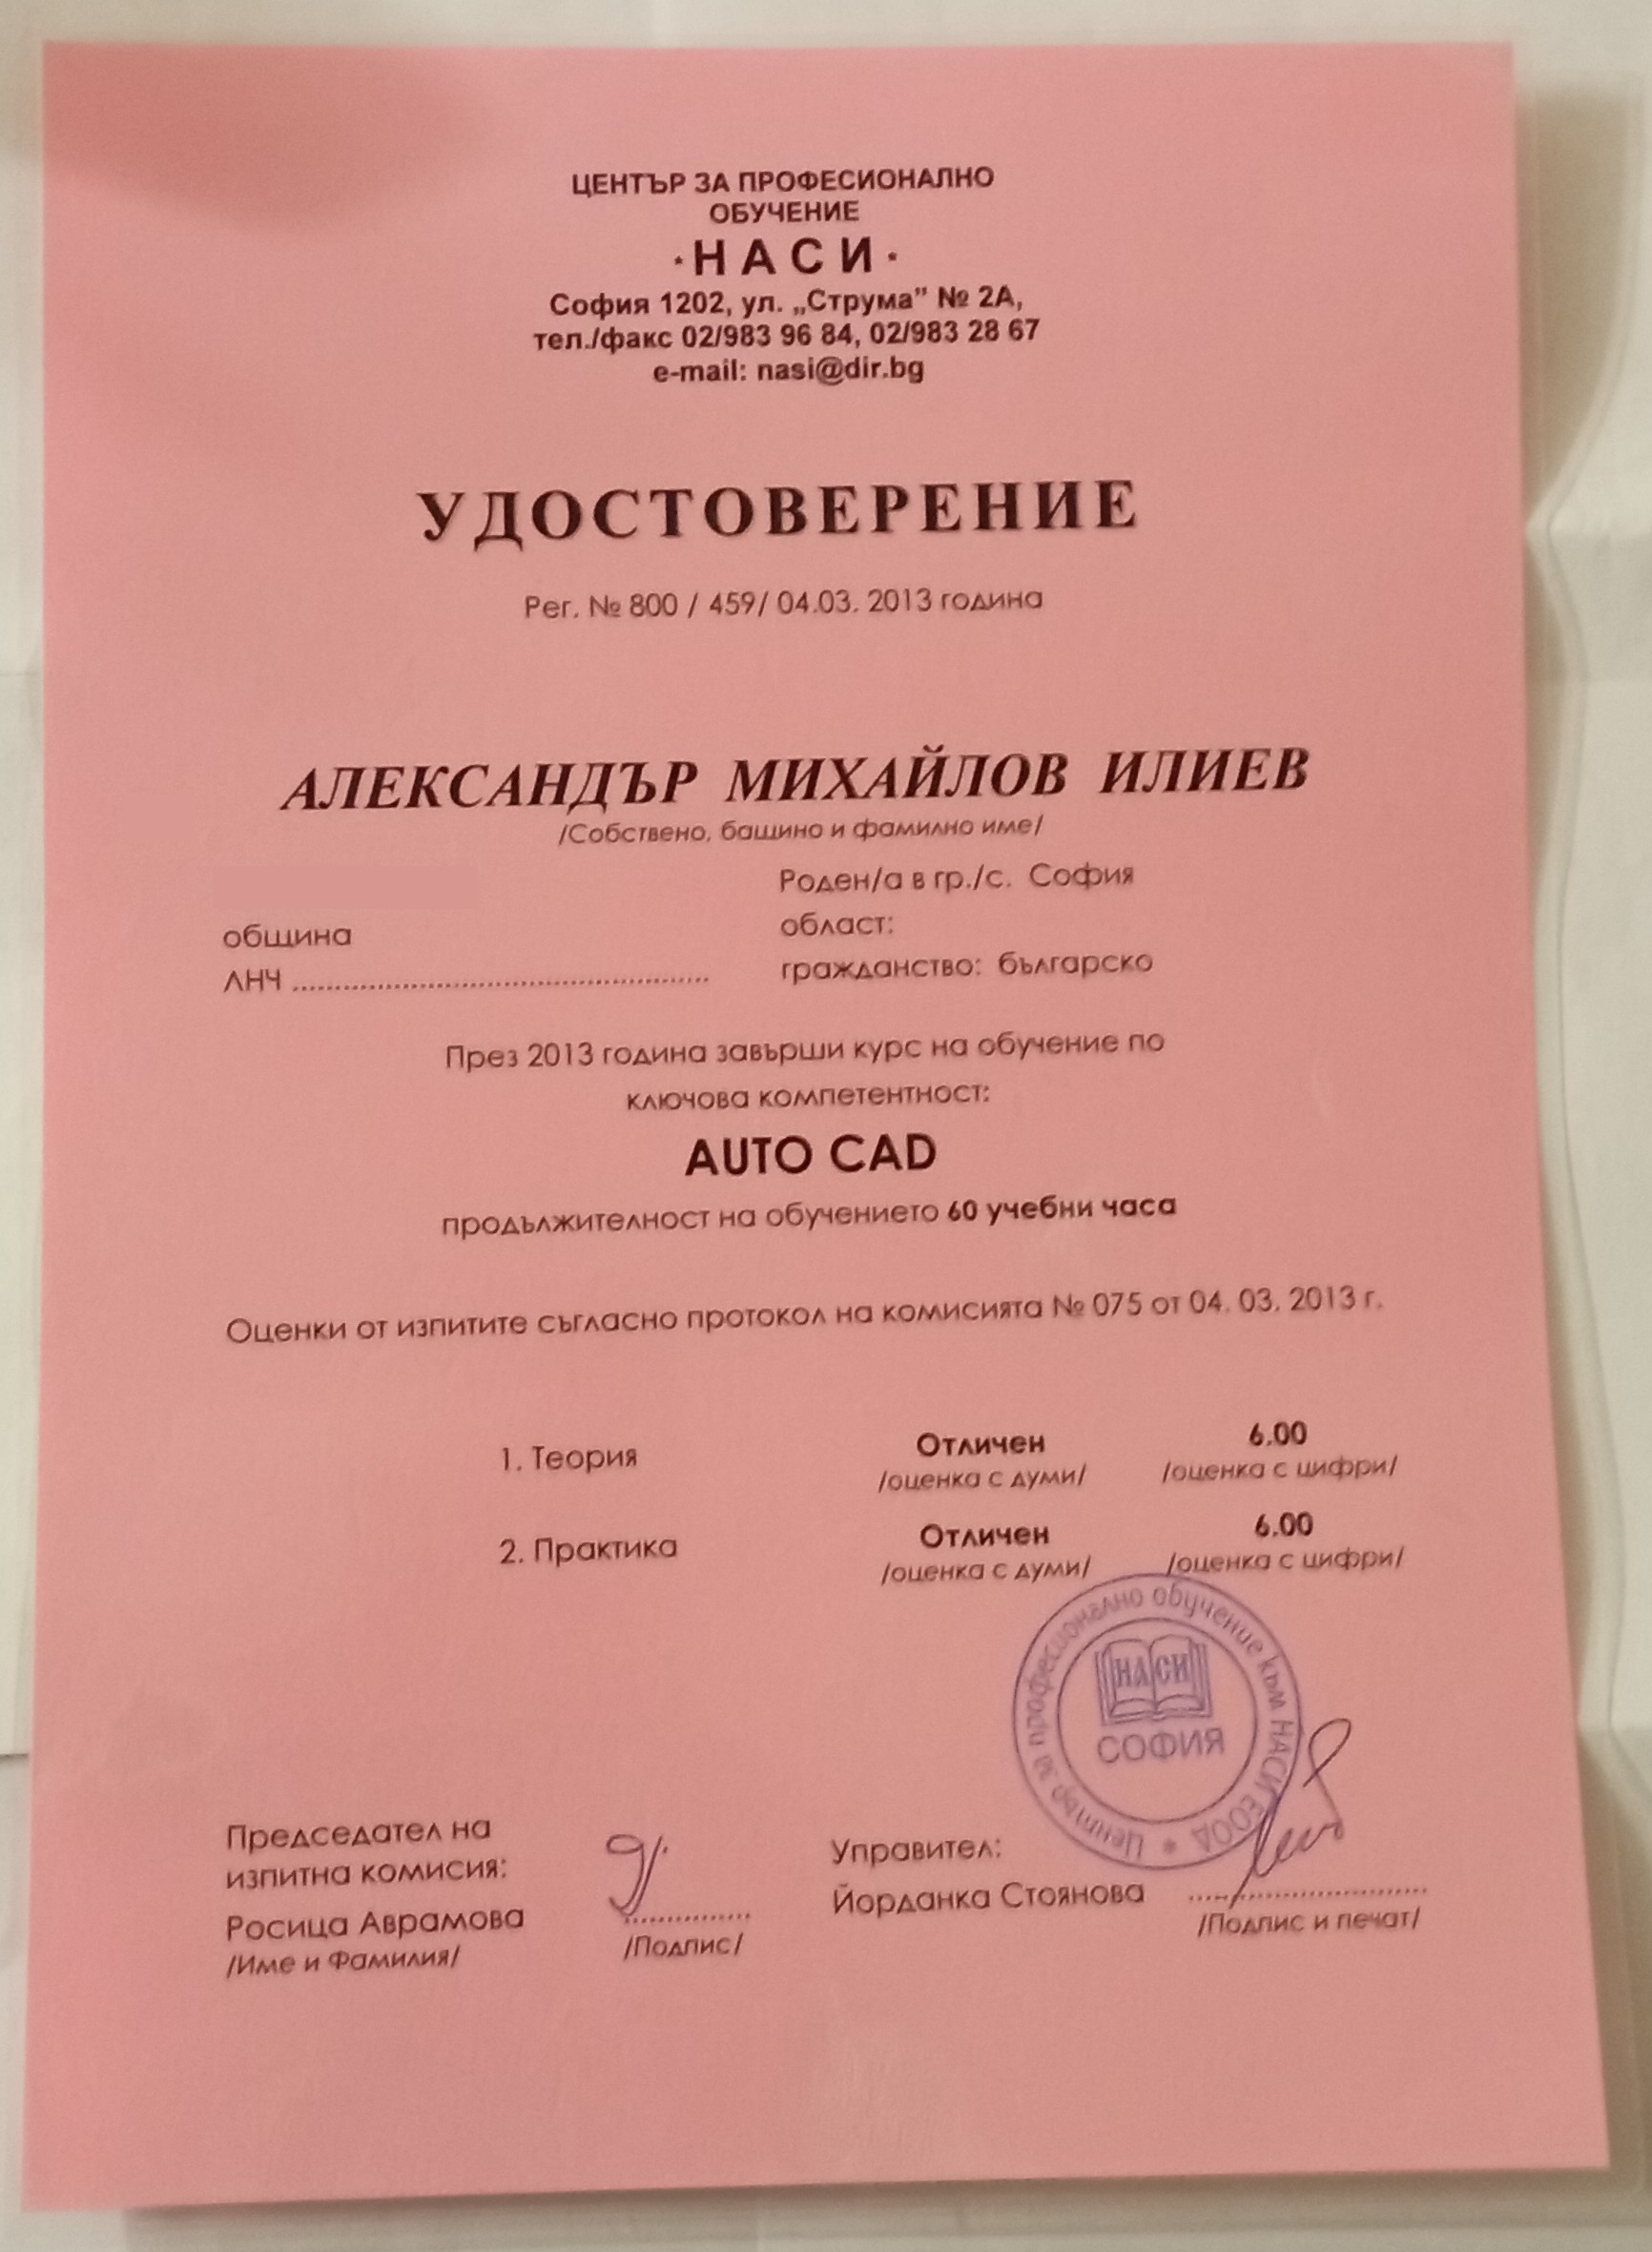 ЦЕНТЪР ЗА ПРОФЕСИОНАЛНО
ОБУЧЕНИЕ
·НАСИ·
София 1202, ул. „Струма” № 2А,
тел./факс 02/983 96 84, 02/983 28 67
e-mail: nasi@dir.bg
УДОСТОВЕРЕНИЕ
Рег. № 800 / 459/ 04.03. 2013 година
АЛЕКСАНДЪР МИХАЙЛОВ ИЛИЕВ
/Собствено, бащино и фамилно име/
Роден/а в гр./с. София
община
област:
ЛНЧ ..................................................
гражданство: българско
През 2013 година завърши курс на обучение по
ключова компетентност:
AUTO CAD
продължителност на обучението 60 учебни часа
Оценки от изпитите съгласно протокол на комисията № 075 от 04. 03. 2013 г.
1. Теория Отличен 6.00
/оценка с думи/ /оценка с цифри/
2. Практика Отличен 6.00
/оценка с думи/ /оценка с цифри/
Център за професионално обучение към НАСИ ЕООД *
НАСИ
СОФИЯ
Председател на
изпитна комисия:
Росица Аврамова
/Име и Фамилия/
/Подпис/
Управител:
Йорданка Стоянова
/Подпис и печат/